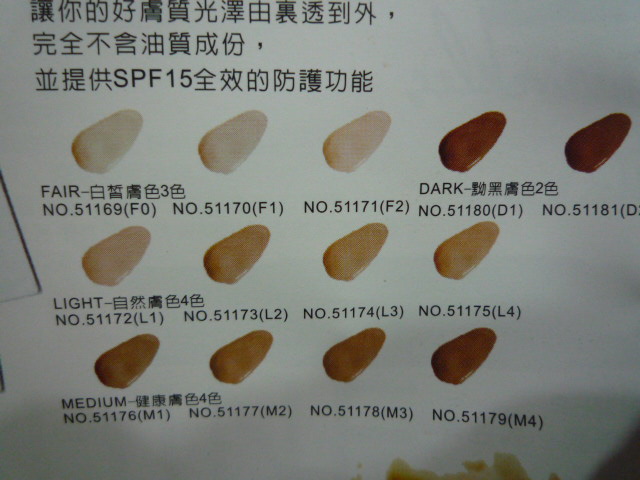 讓你的好膚質光澤由裏透到外，
完全不含油質成份，
並提供SPF15全效的防護功能
FAIR-白皙膚色3色
NO.51169(F0) NO.51170(F1) NO.51171(F2)
DARK-黝黑膚色2色
NO.51180(D1) NO.51181(D
LIGHT-自然膚色4色
NO.51172(L1) NO.51173(L2) NO.51174(L3) NO.51175(L4)
MEDIUM-健康膚色4色
NO.51176(M1) NO.51177(M2) NO.51178(M3) NO.51179(M4)